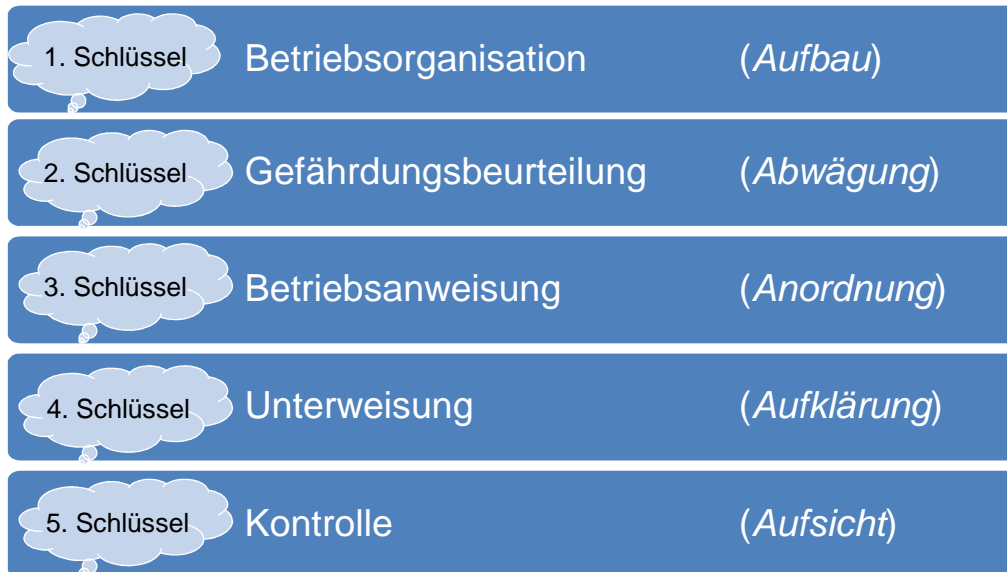 1. Schlüssel Betriebsorganisation (Aufbau)
2. Schlüssel Gefährdungsbeurteilung (Abwägung)
3. Schlüssel Betriebsanweisung (Anordnung)
4. Schlüssel Unterweisung (Aufklärung)
5. Schlüssel Kontrolle (Aufsicht)